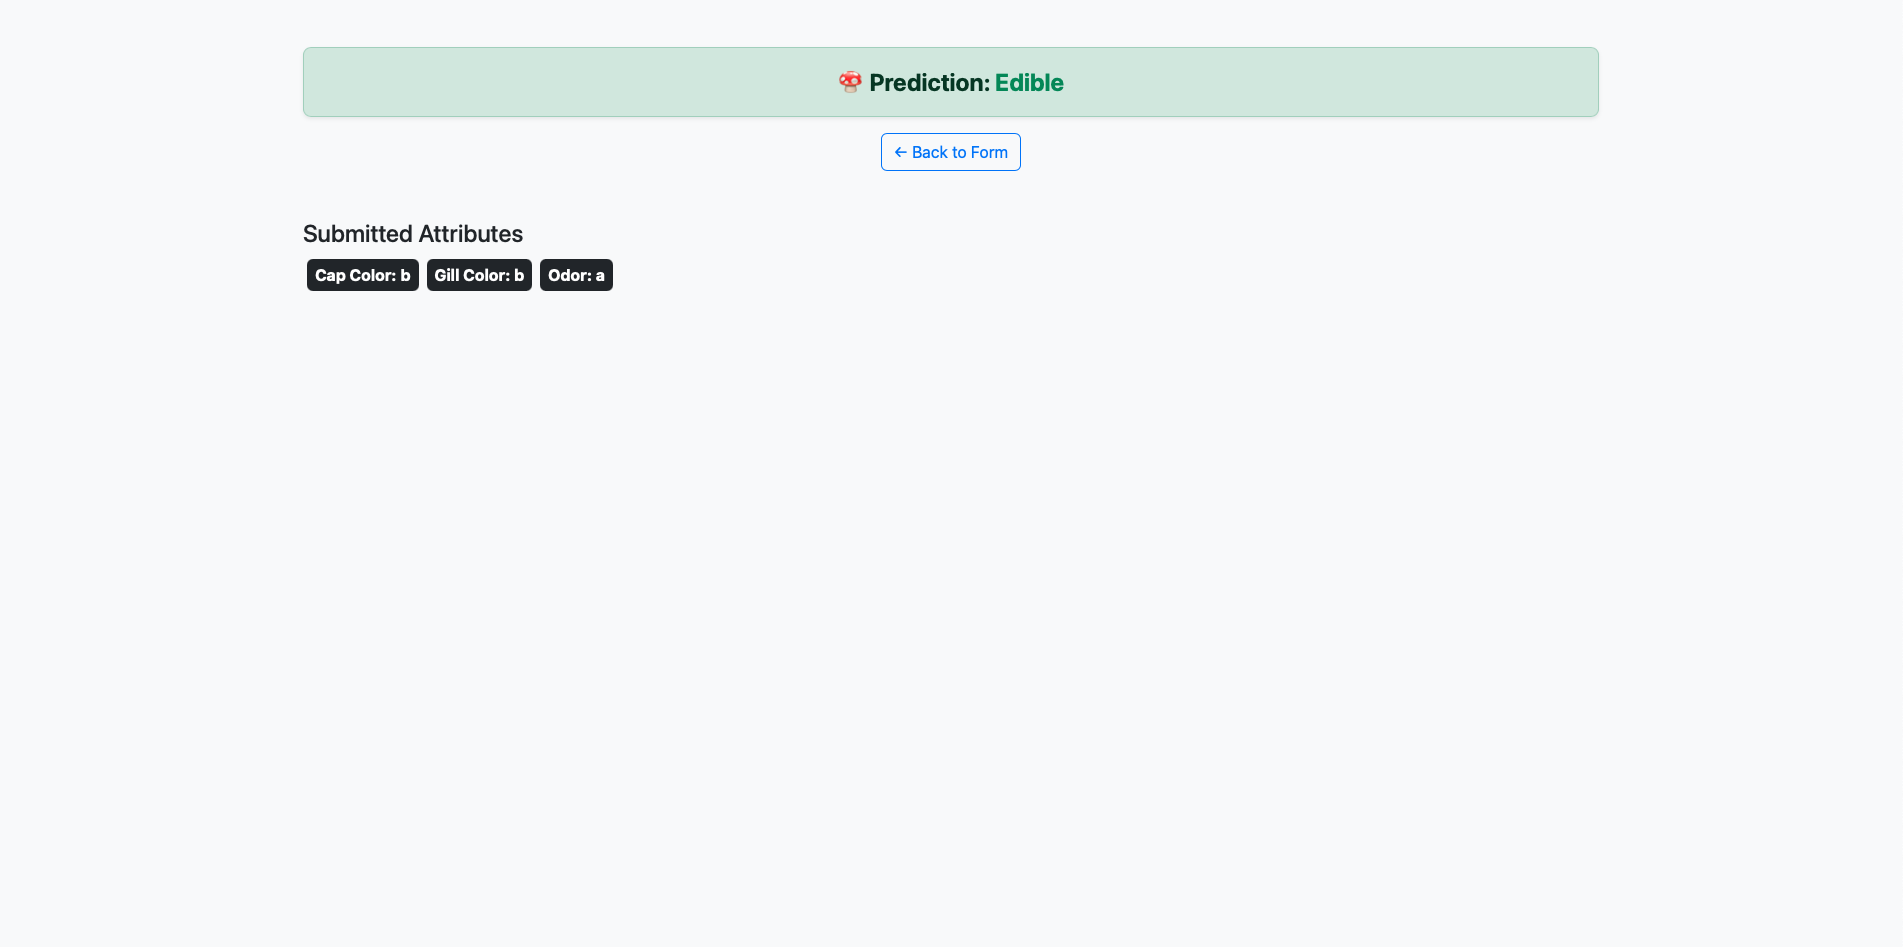 🍄 Prediction: Edible
← Back to Form
Submitted Attributes
Cap Color: b Gill Color: b Odor: a